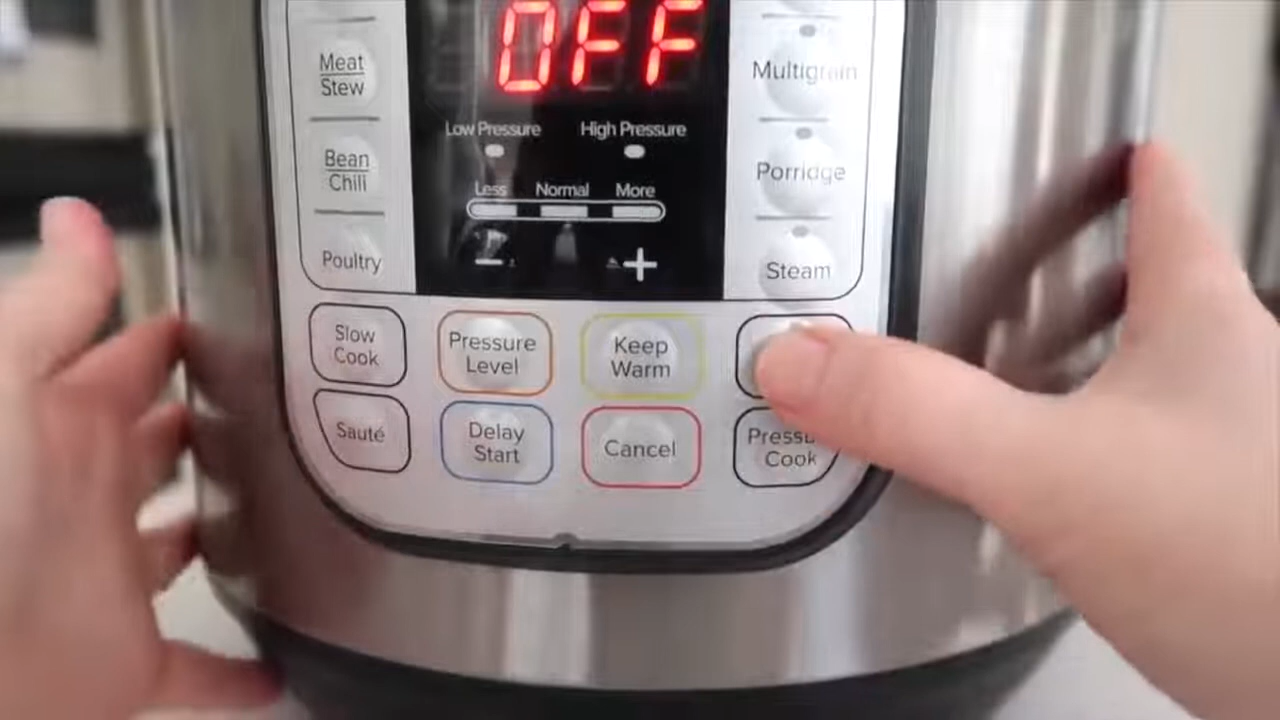 OFF
Meat
Stew
Bean
Chill
Poultry
Low Pressure
High Pressure
Less
Normal
More
-
+
Multigrain
Porridge
Steam
Slow
Cook
Pressure
Level
Keep
Warm
Sauté
Delay
Start
Cancel
Cook